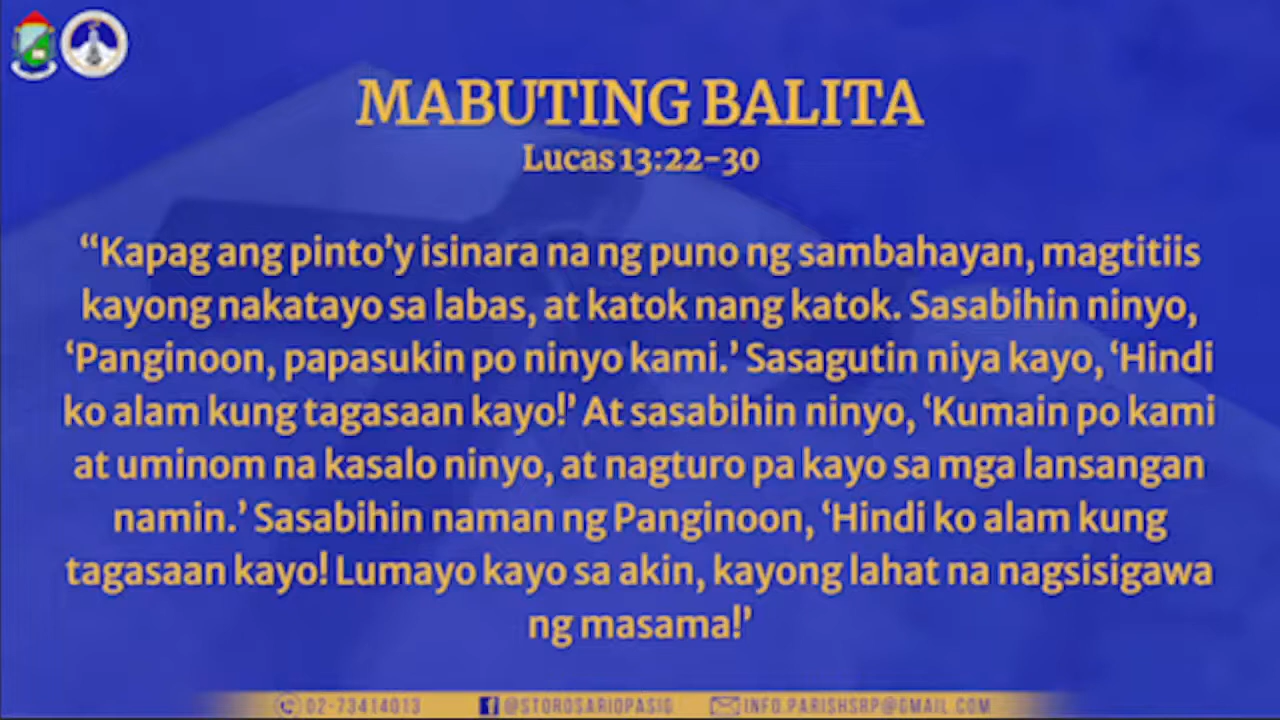 MABUTING BALITA
Lucas 13:22-30
“Kapag ang pinto’y isinara na ng puno ng sambahayan, magtitiis
kayong nakatayo sa labas, at katok nang katok. Sasabihin ninyo,
‘Panginoon, papasukin po ninyo kami.’ Sasagutin niya kayo, ‘Hindi
ko alam kung tagasaan kayo!’ At sasabihin ninyo, ‘Kumain po kami
at uminom na kasalo ninyo, at nagturo pa kayo sa mga lansangan
namin.’ Sasabihin naman ng Panginoon, ‘Hindi ko alam kung
tagasaan kayo! Lumayo kayo sa akin, kayong lahat na nagsisigawa
ng masama!’
02-73414013 @STOROSARIOPASIG INFO.PARISHSRP@GMAIL.COM